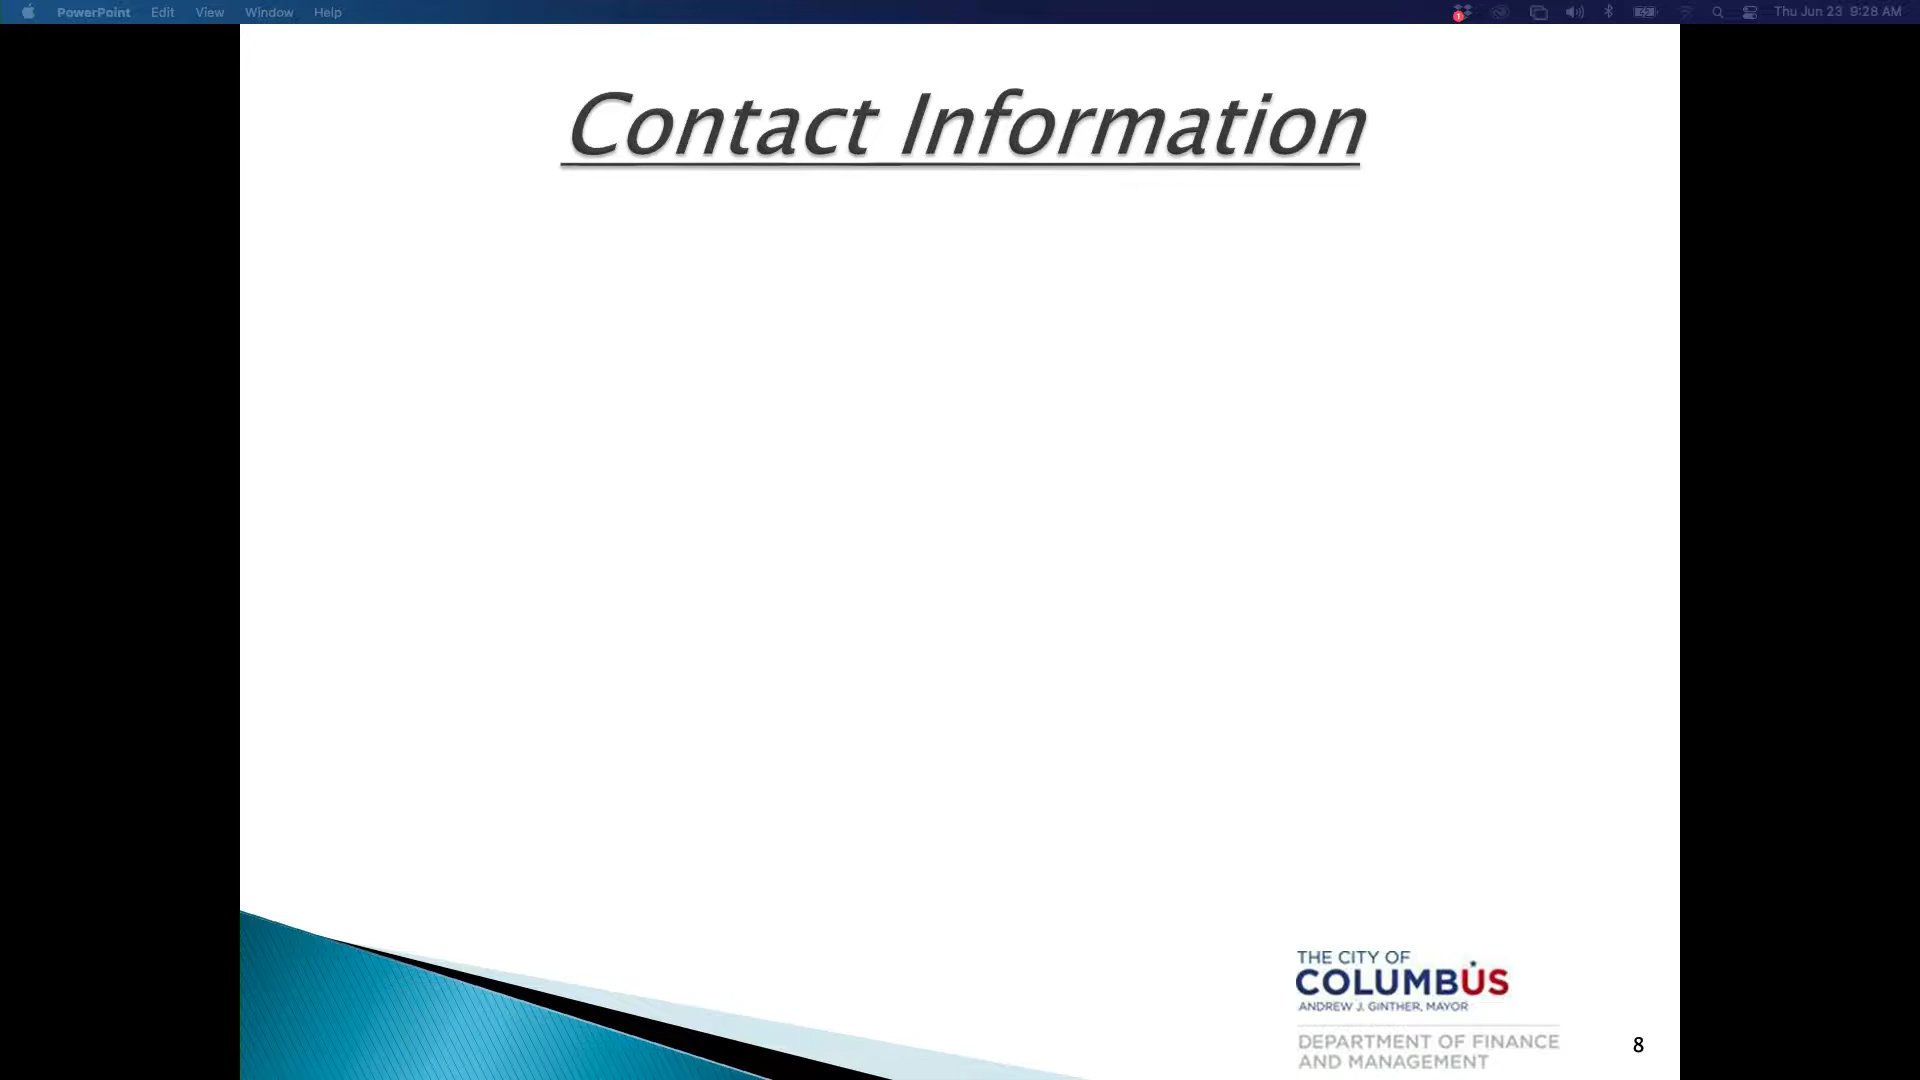 PowerPoint Edit View Window Help
1
Thu Jun 23 9:28 AM
Contact Information
THE CITY OF
COLUMBUS
ANDREW J. GINTHER, MAYOR
DEPARTMENT OF FINANCE
AND MANAGEMENT
8